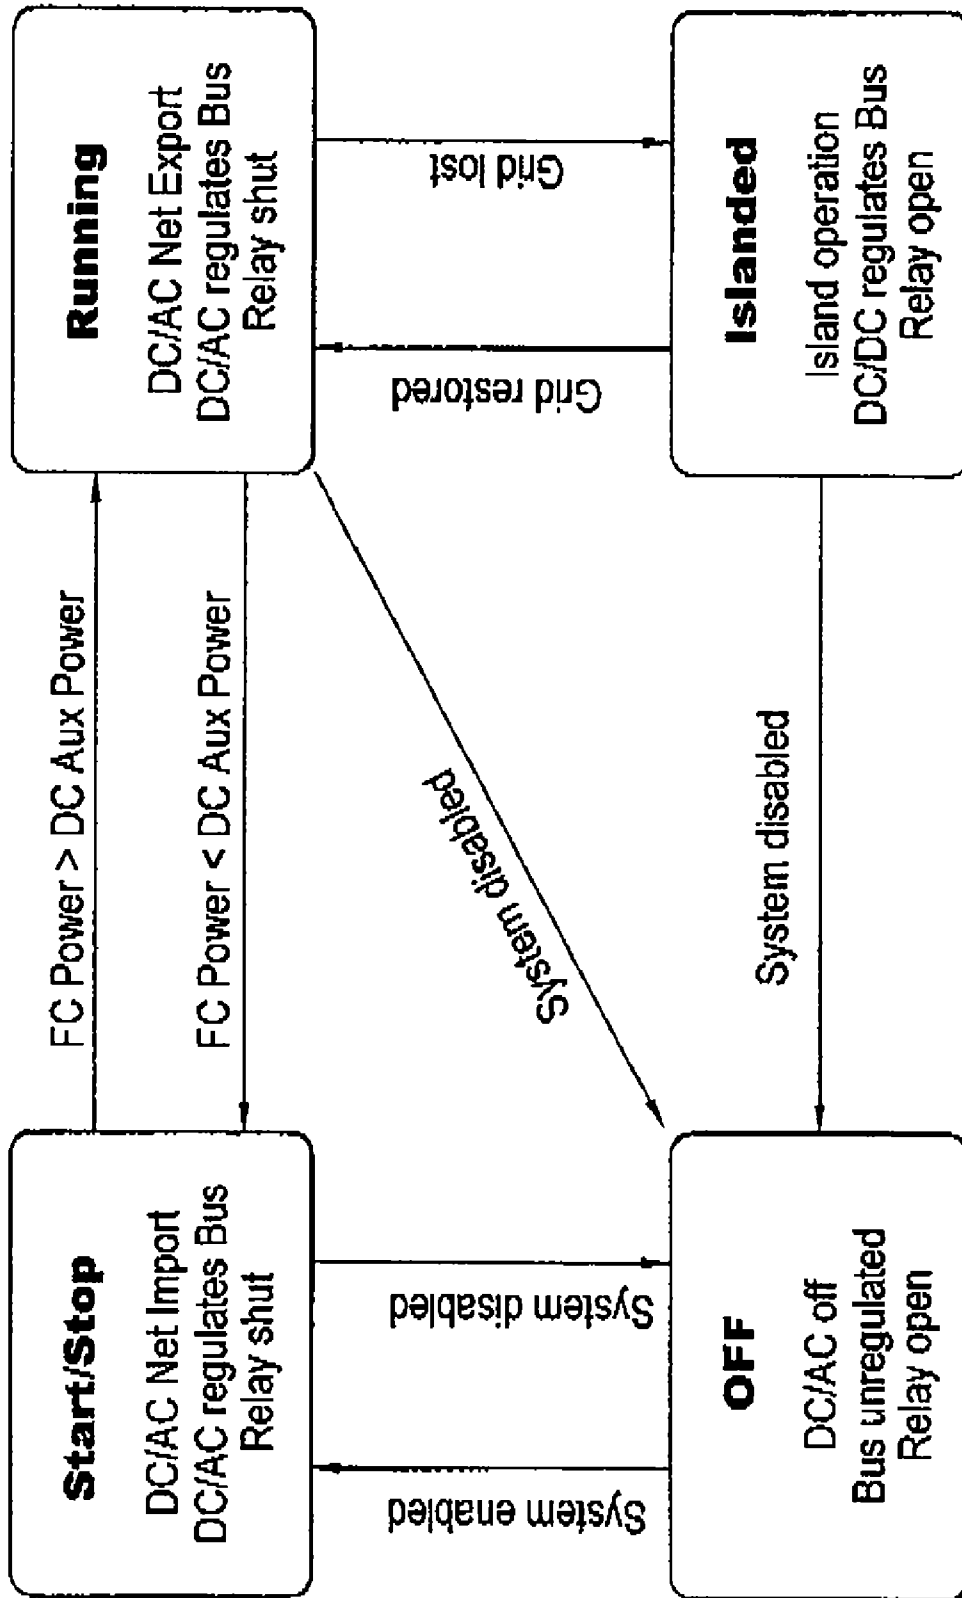 Start/Stop
DC/AC Net Import
DC/AC regulates Bus
Relay shut
FC Power > DC Aux Power
FC Power < DC Aux Power
Running
DC/AC Net Export
DC/AC regulates Bus
Relay shut
System enabled
System disabled
System disabled
Grid restored
Grid lost
OFF
DC/AC off
Bus unregulated
Relay open
System disabled
Islanded
Island operation
DC/DC regulates Bus
Relay open